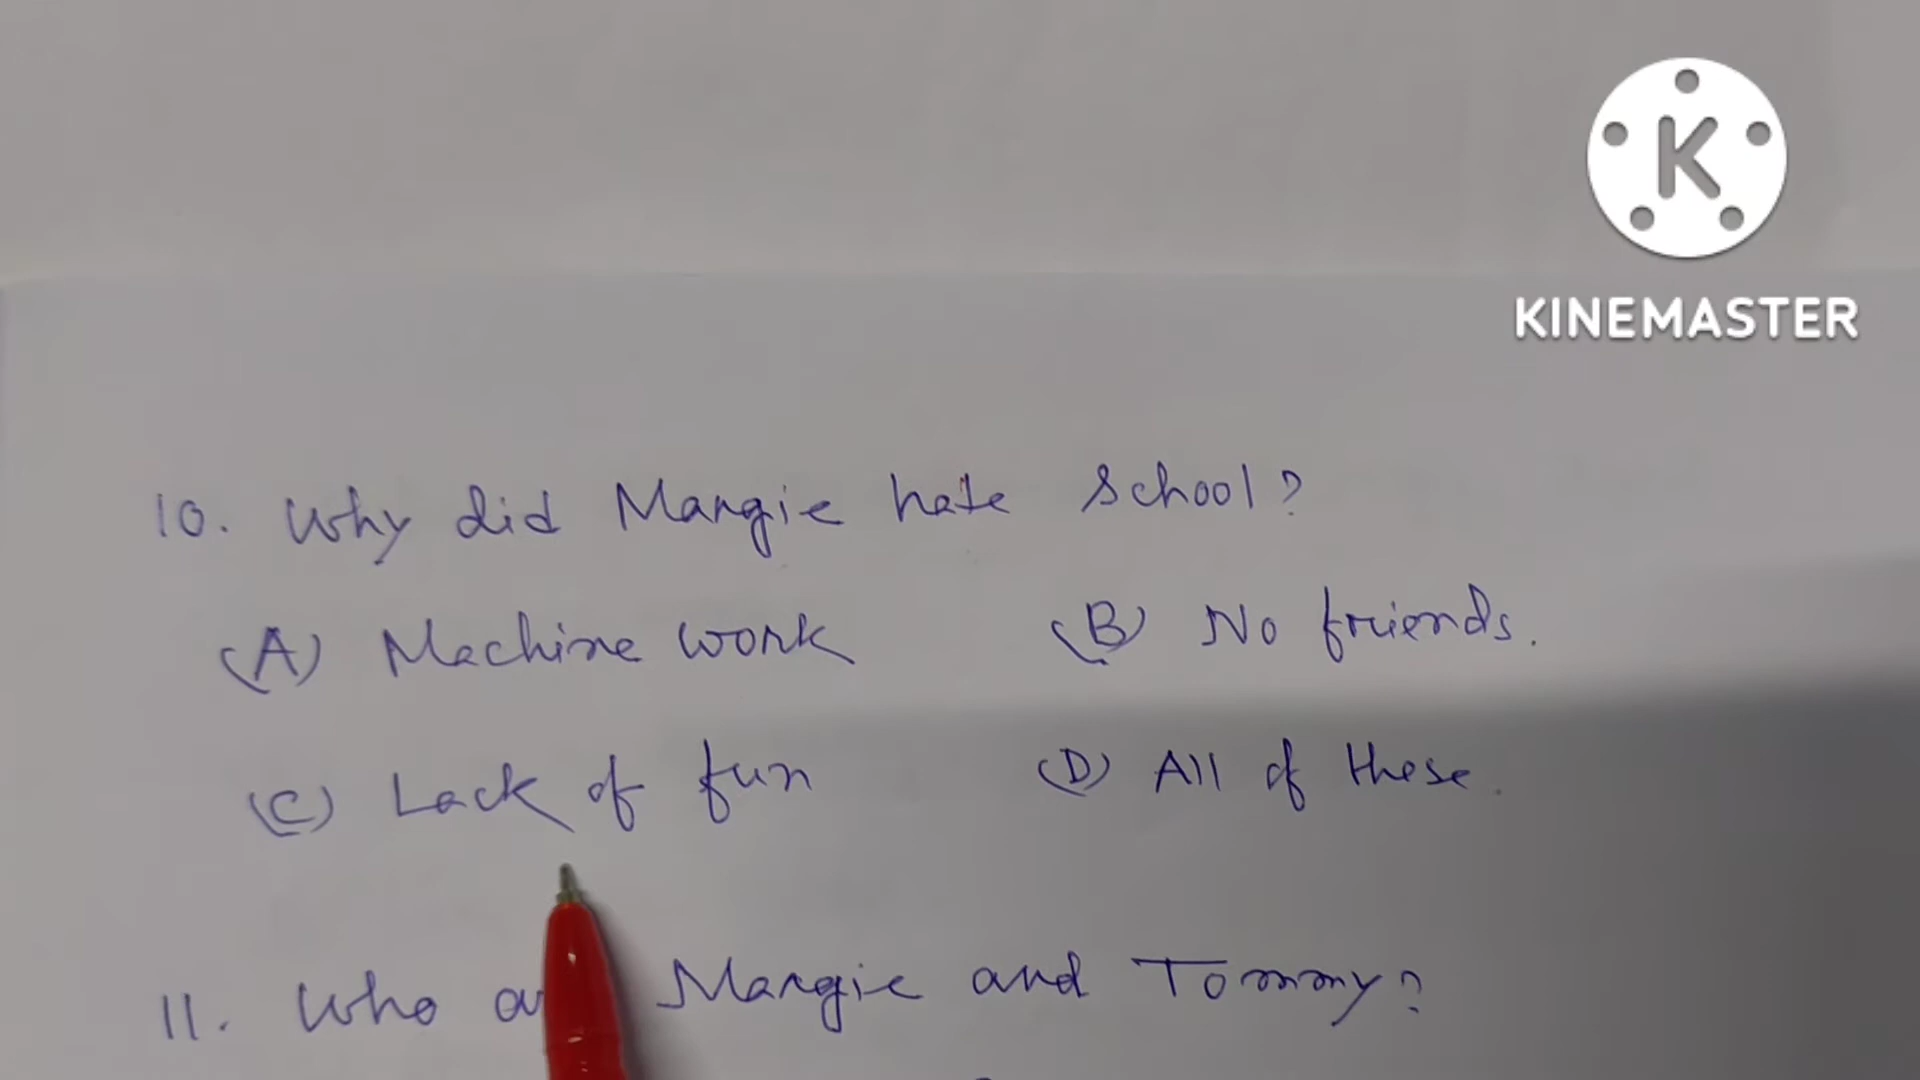 K
KINEMASTER
10. Why did Margie hate school?
(A) Machine work (B) No friends.
(C) Lack of fun (D) All of these.
11. Who Margie and Tommy?